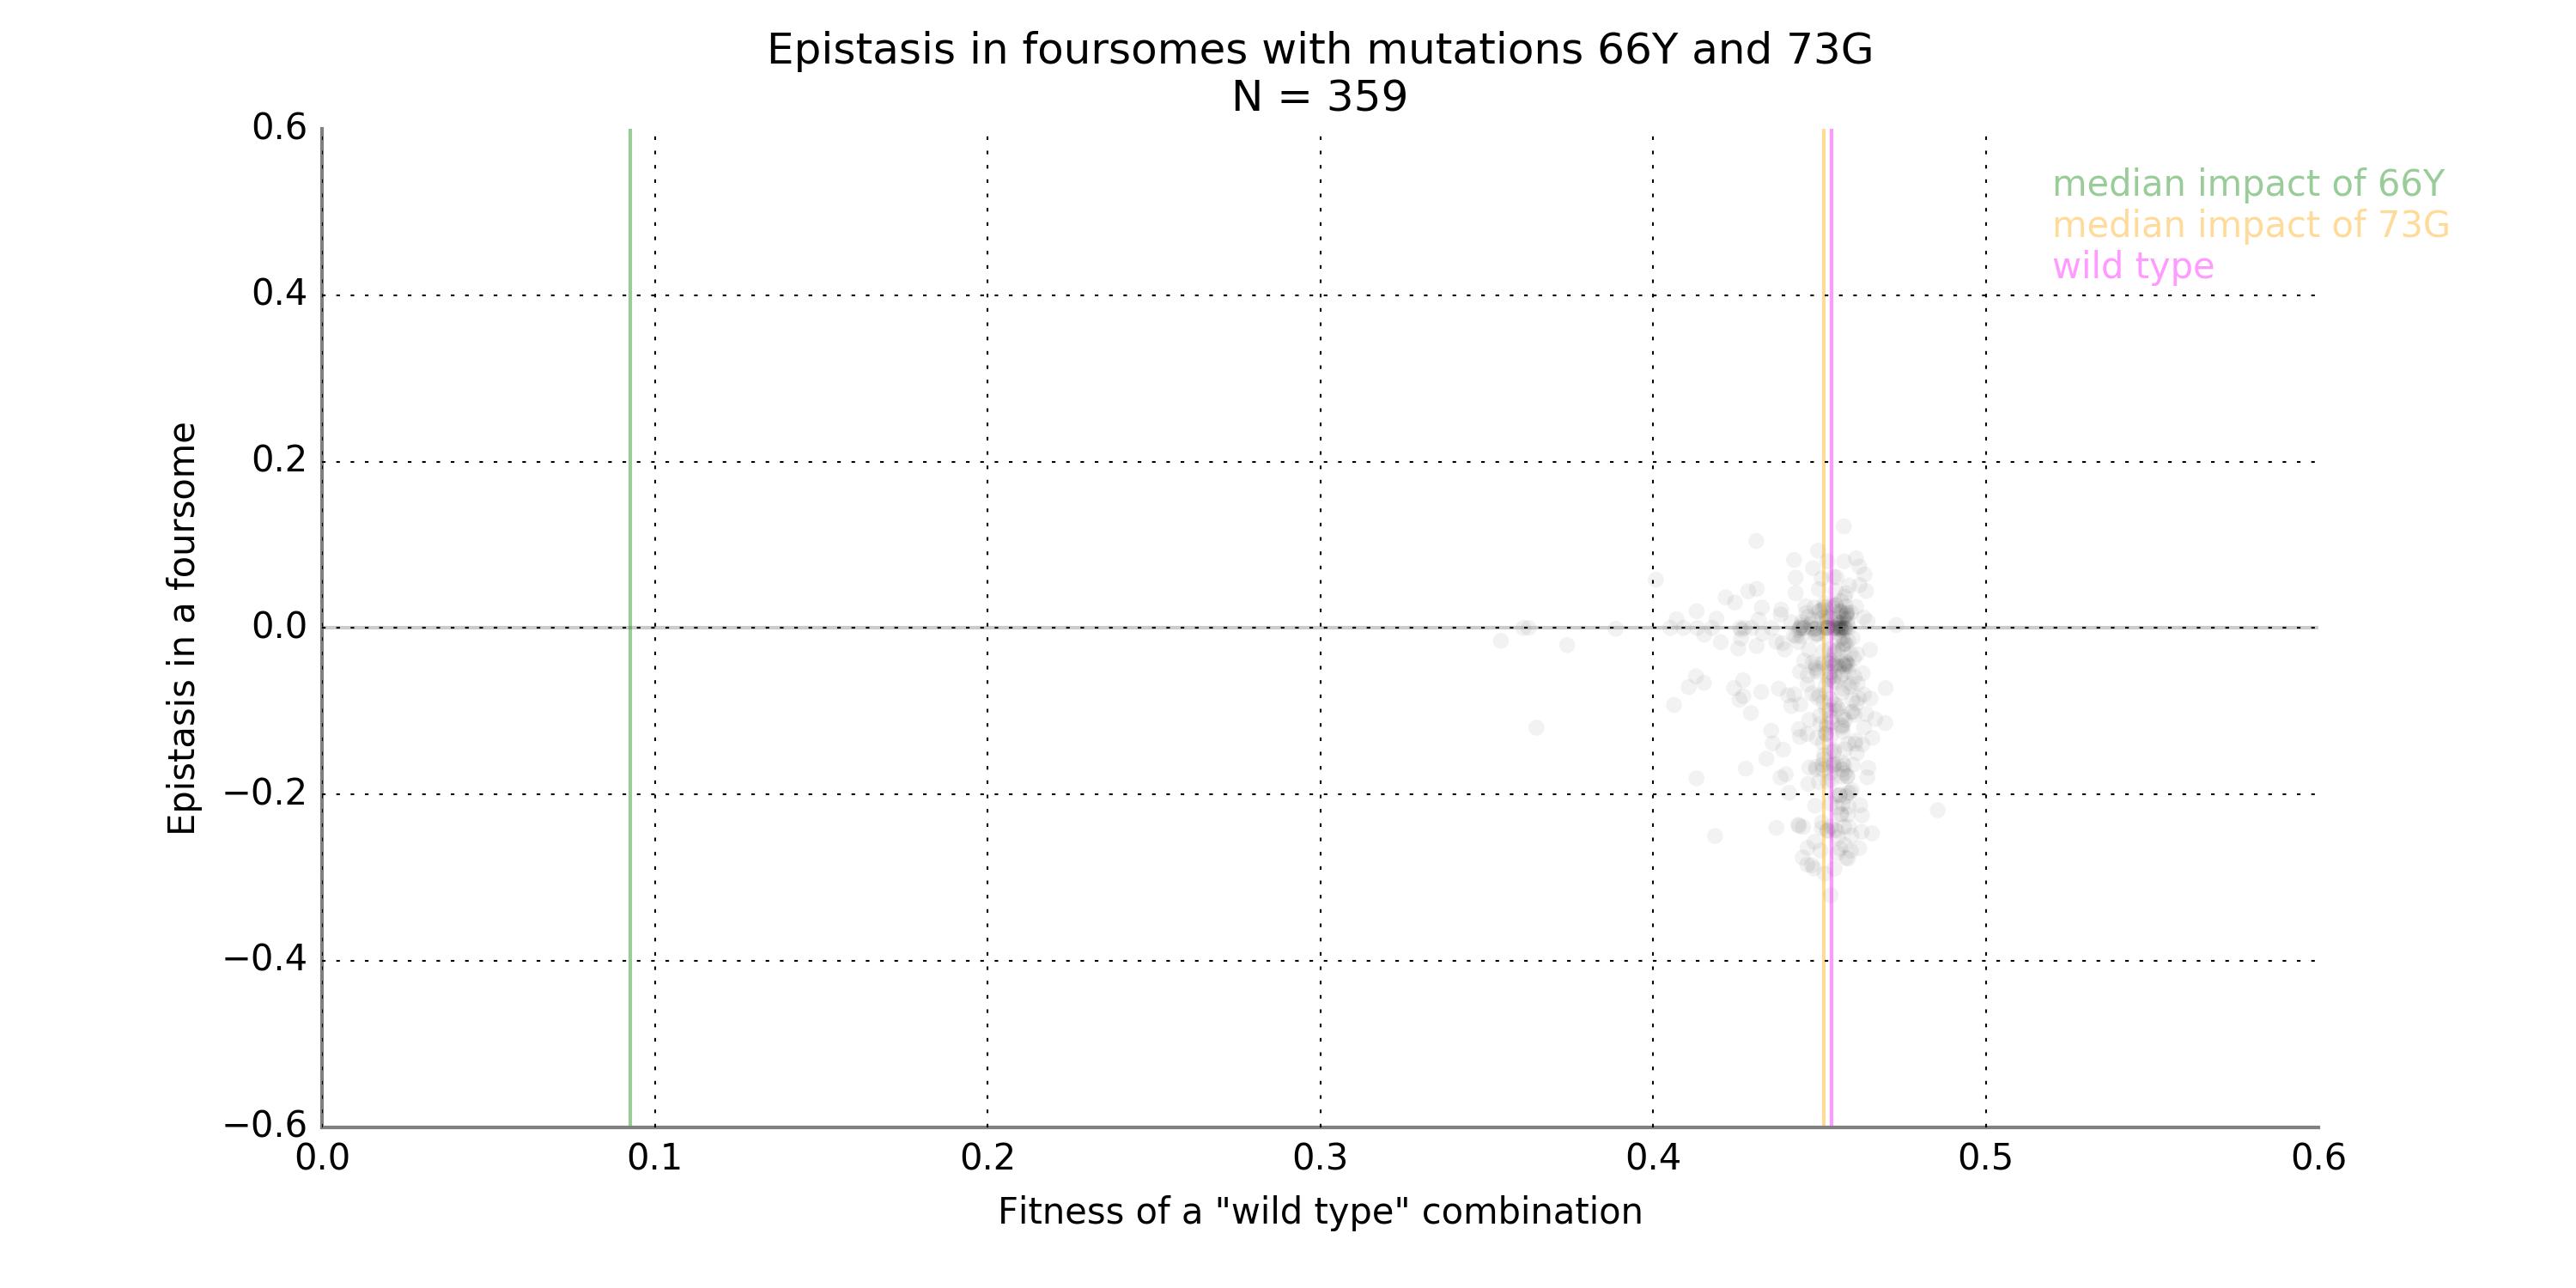 Epistasis in foursomes with mutations 66Y and 73G
N = 359
median impact of 66Y
median impact of 73G
wild type
Epistasis in a foursome
0.6
0.4
0.2
0.0
−0.2
−0.4
−0.6
0.0 0.1 0.2 0.3 0.4 0.5 0.6
Fitness of a "wild type" combination